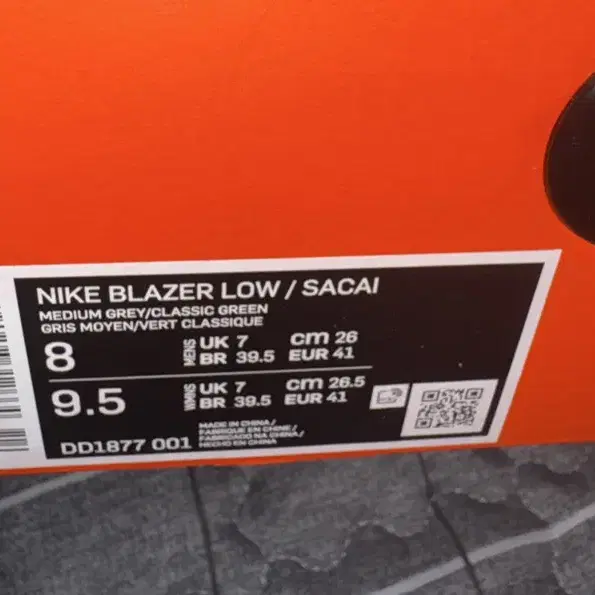 NIKE BLAZER LOW / SACAI
MEDIUM GREY/CLASSIC GREEN
GRIS MOYEN/VERT CLASSIQUE
8 MENS UK 7 cm 26
BR 39.5 EUR 41
9.5 WMNS UK 7 cm 26.5
BR 39.5 EUR 41
DD1877 001
MADE IN CHINA/
FABRIQUE EN CHINE/
FABRICADO NA CHINA/
HECHO EN CHINA